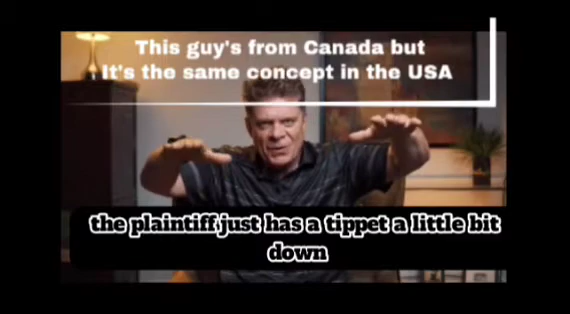 This guy's from Canada but
It's the same concept in the USA
the plaintiff just has a tippet a little bit
down